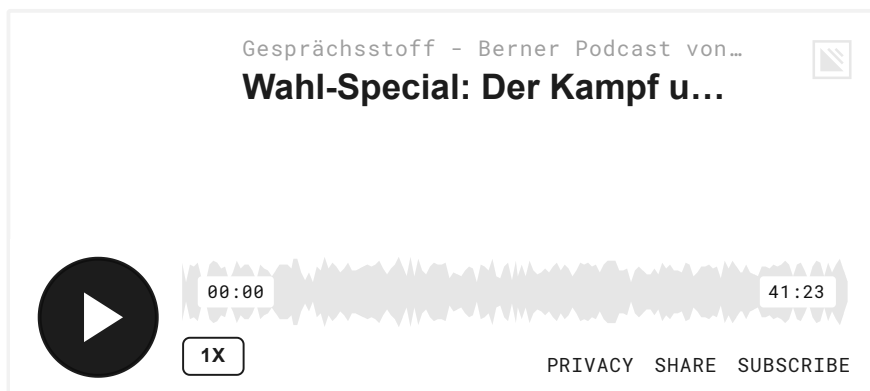 Gesprächsstoff - Berner Podcast von…
Wahl-Special: Der Kampf u…
00:00
41:23
1X
PRIVACY SHARE SUBSCRIBE